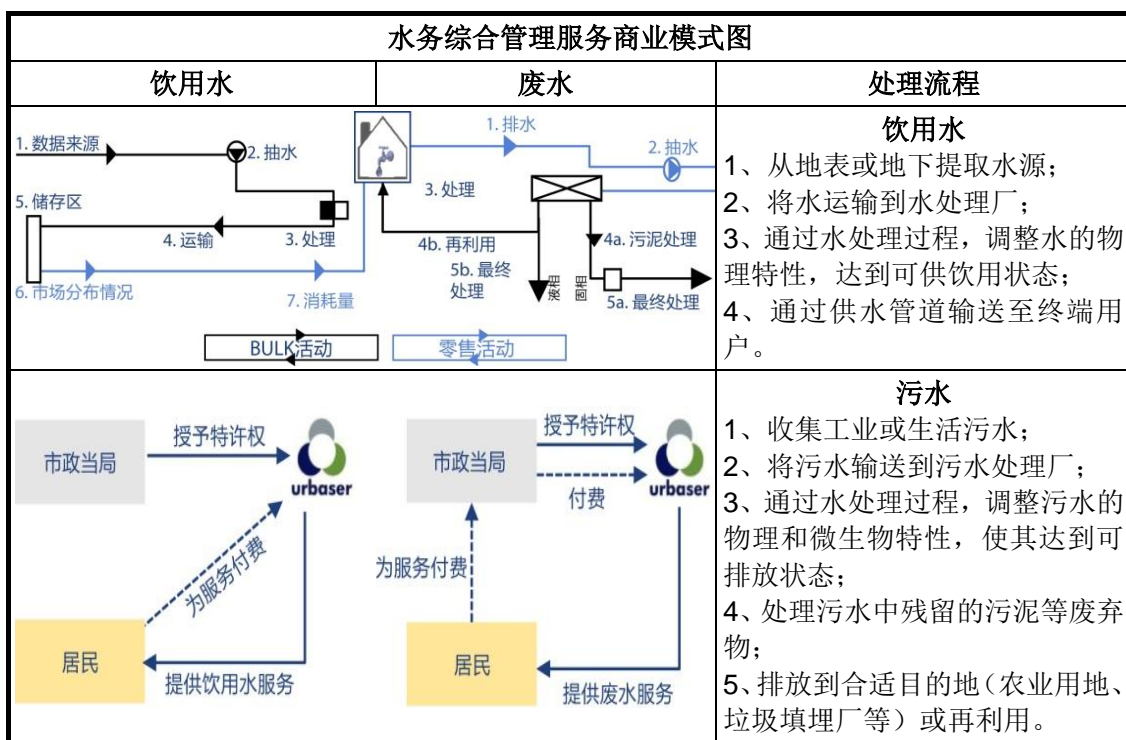 水务综合管理服务商业模式图
饮用水
废水
处理流程
1. 数据来源
2. 抽水
5. 储存区
4. 运输
3. 处理
6. 市场分布情况
7. 消耗量
BULK活动
1. 排水
2. 抽水
3. 处理
4b. 再利用
4a. 污泥处理
5b. 最终
处理
液相
固相
5a. 最终处理
零售活动
饮用水
1、从地表或地下提取水源；
2、将水运输到水处理厂；
3、通过水处理过程，调整水的物
理特性，达到可供饮用状态；
4、通过供水管道输送至终端用
户。
市政当局
授予特许权
urbaser
为服务付费
居民
提供饮用水服务
市政当局
授予特许权
付费
urbaser
为服务付费
居民
提供废水服务
污水
1、收集工业或生活污水；
2、将污水输送到污水处理厂；
3、通过水处理过程，调整污水的
物理和微生物特性，使其达到可
排放状态；
4、处理污水中残留的污泥等废弃
物；
5、排放到合适目的地（农业用地、
垃圾填埋厂等）或再利用。